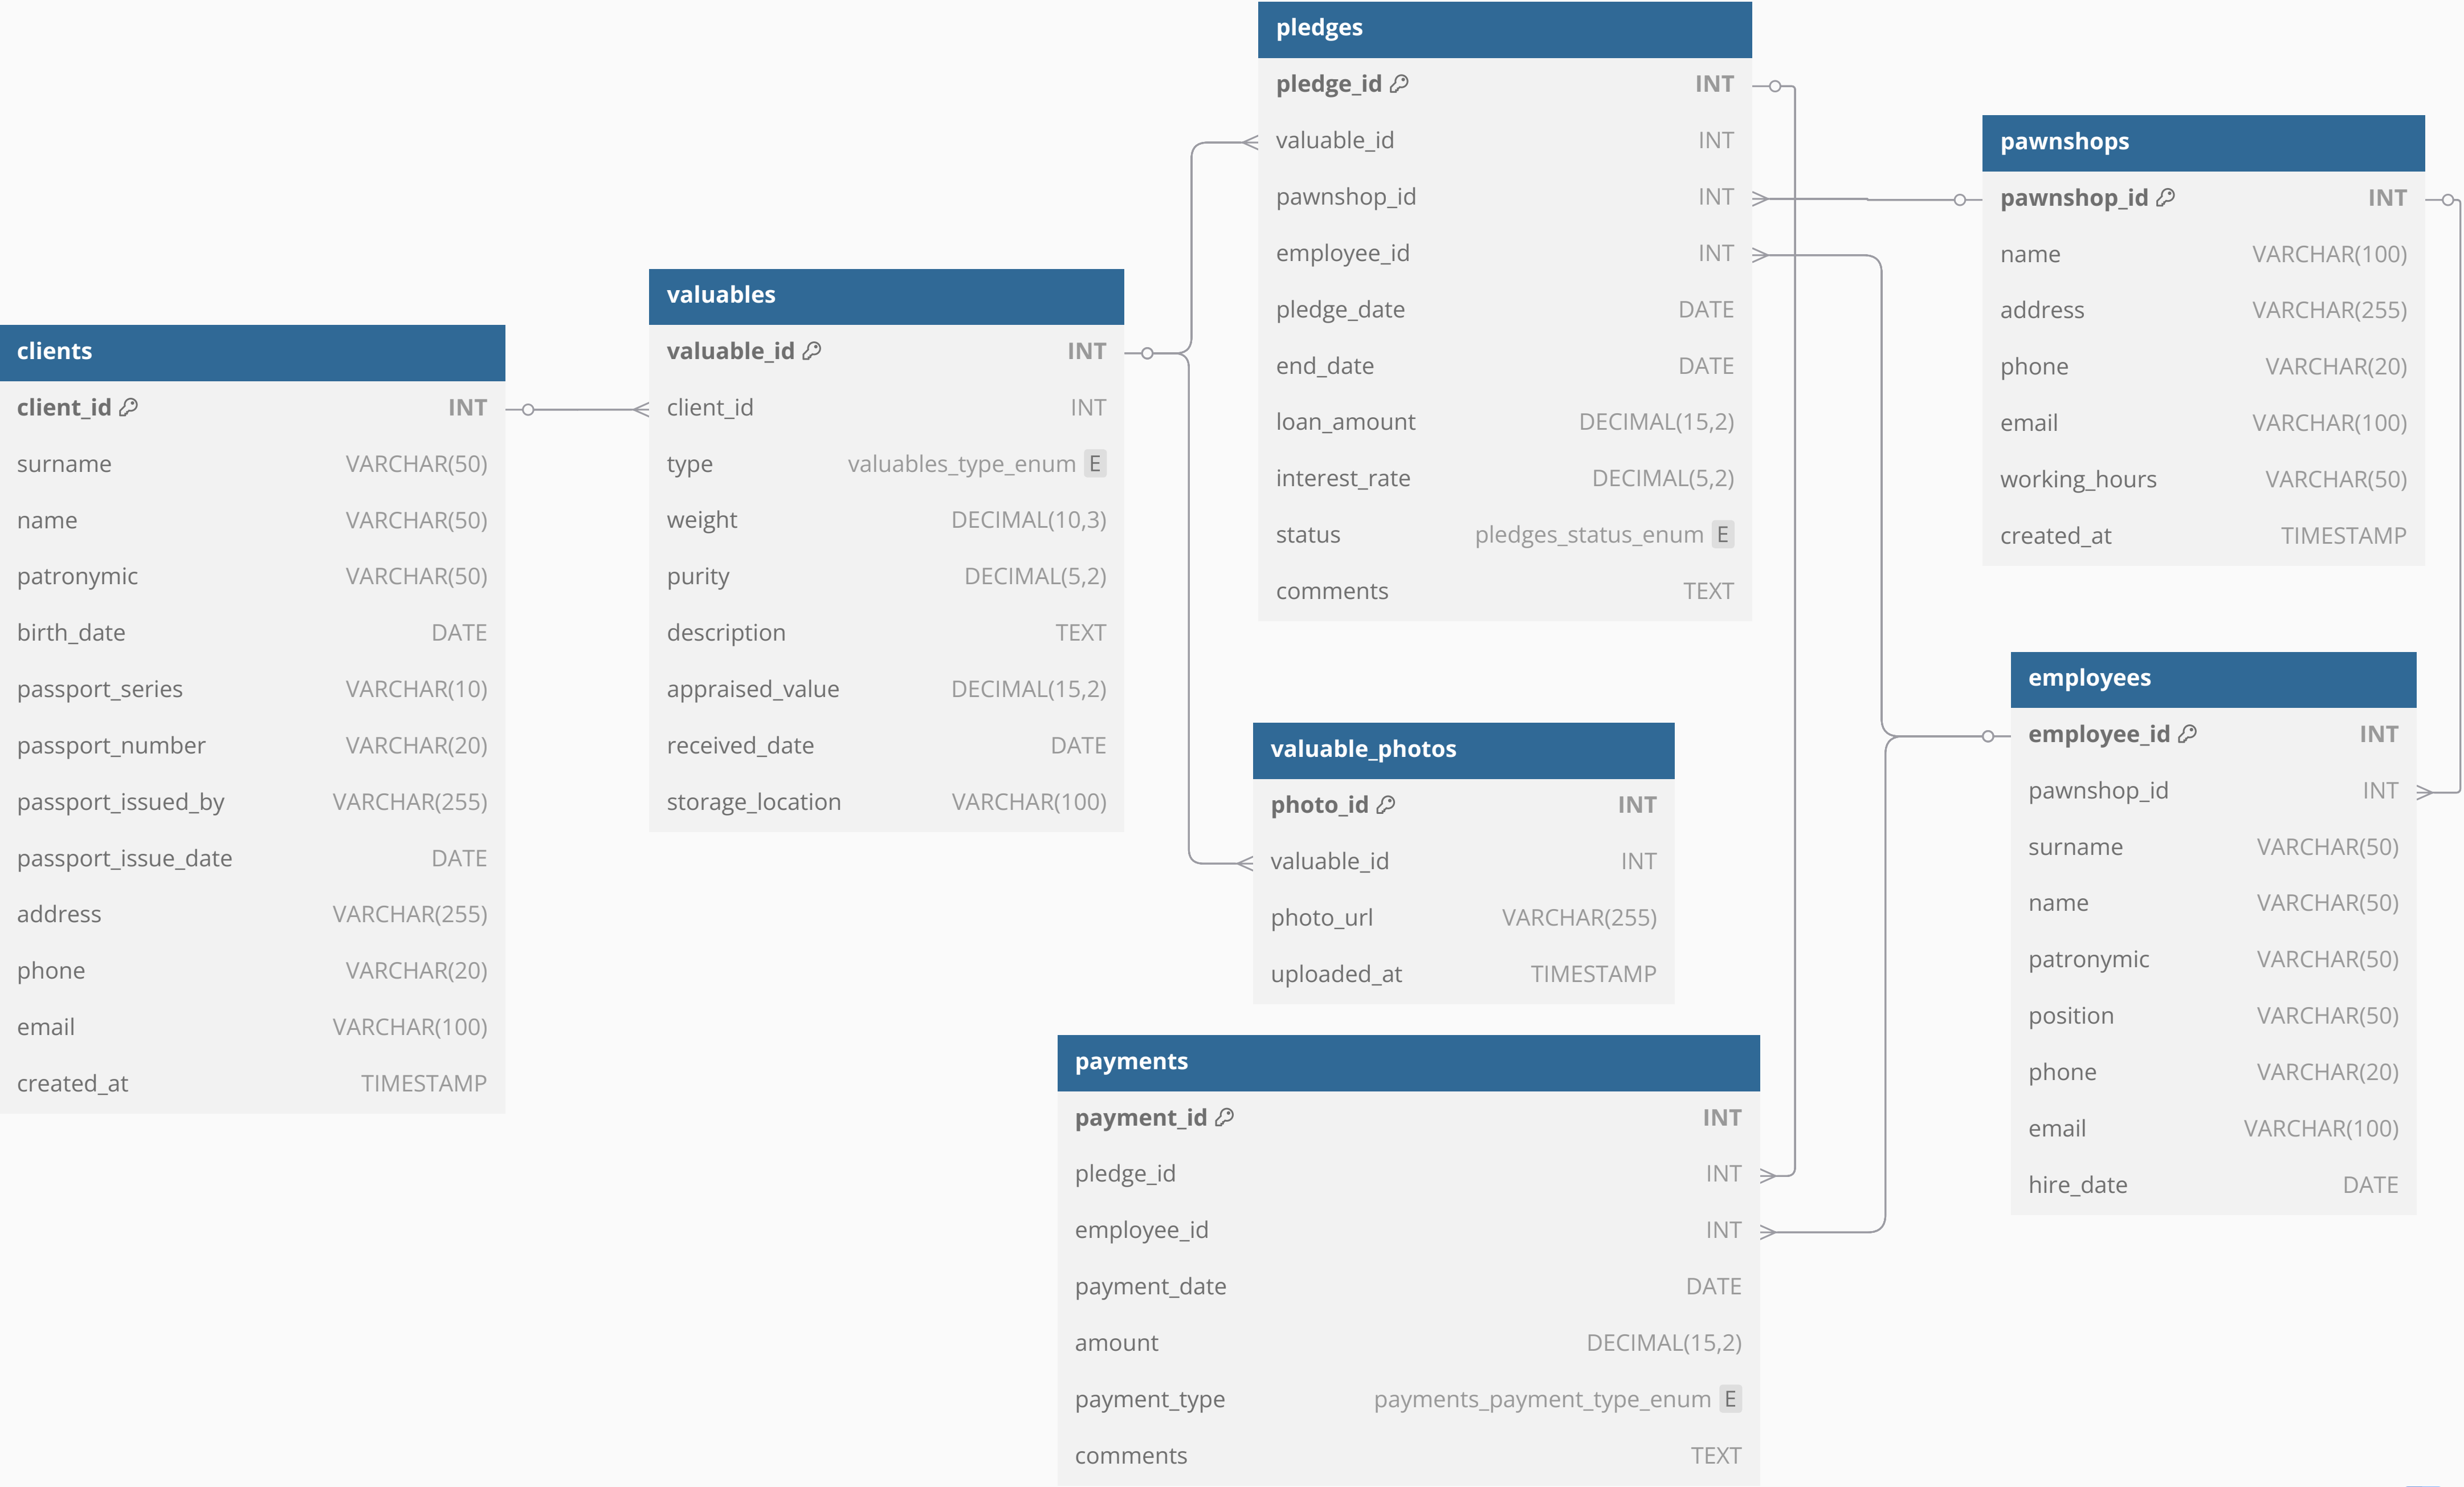 clients
client_id INT
surname VARCHAR(50)
name VARCHAR(50)
patronymic VARCHAR(50)
birth_date DATE
passport_series VARCHAR(10)
passport_number VARCHAR(20)
passport_issued_by VARCHAR(255)
passport_issue_date DATE
address VARCHAR(255)
phone VARCHAR(20)
email VARCHAR(100)
created_at TIMESTAMP
valuables
valuable_id INT
client_id INT
type valuables_type_enum E
weight DECIMAL(10,3)
purity DECIMAL(5,2)
description TEXT
appraised_value DECIMAL(15,2)
received_date DATE
storage_location VARCHAR(100)
pledges
pledge_id INT
valuable_id INT
pawnshop_id INT
employee_id INT
pledge_date DATE
end_date DATE
loan_amount DECIMAL(15,2)
interest_rate DECIMAL(5,2)
status pledges_status_enum E
comments TEXT
valuable_photos
photo_id INT
valuable_id INT
photo_url VARCHAR(255)
uploaded_at TIMESTAMP
payments
payment_id INT
pledge_id INT
employee_id INT
payment_date DATE
amount DECIMAL(15,2)
payment_type payments_payment_type_enum E
comments TEXT
pawnshops
pawnshop_id INT
name VARCHAR(100)
address VARCHAR(255)
phone VARCHAR(20)
email VARCHAR(100)
working_hours VARCHAR(50)
created_at TIMESTAMP
employees
employee_id INT
pawnshop_id INT
surname VARCHAR(50)
name VARCHAR(50)
patronymic VARCHAR(50)
position VARCHAR(50)
phone VARCHAR(20)
email VARCHAR(100)
hire_date DATE